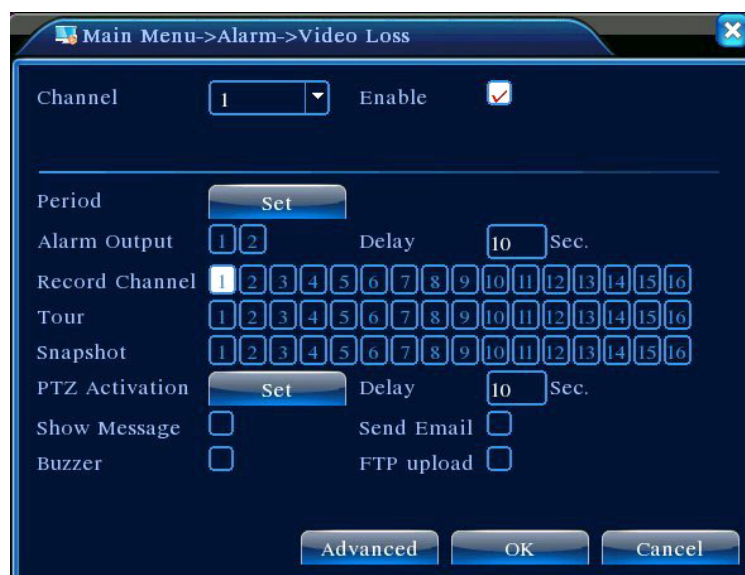 Main Menu->Alarm->Video Loss
Channel 1 Enable
Period Set
Alarm Output 1 2 Delay 10 Sec.
Record Channel 1 2 3 4 5 6 7 8 9 10 11 12 13 14 15 16
Tour 1 2 3 4 5 6 7 8 9 10 11 12 13 14 15 16
Snapshot 1 2 3 4 5 6 7 8 9 10 11 12 13 14 15 16
PTZ Activation Set Delay 10 Sec.
Show Message Send Email
Buzzer FTP upload
Advanced OK Cancel